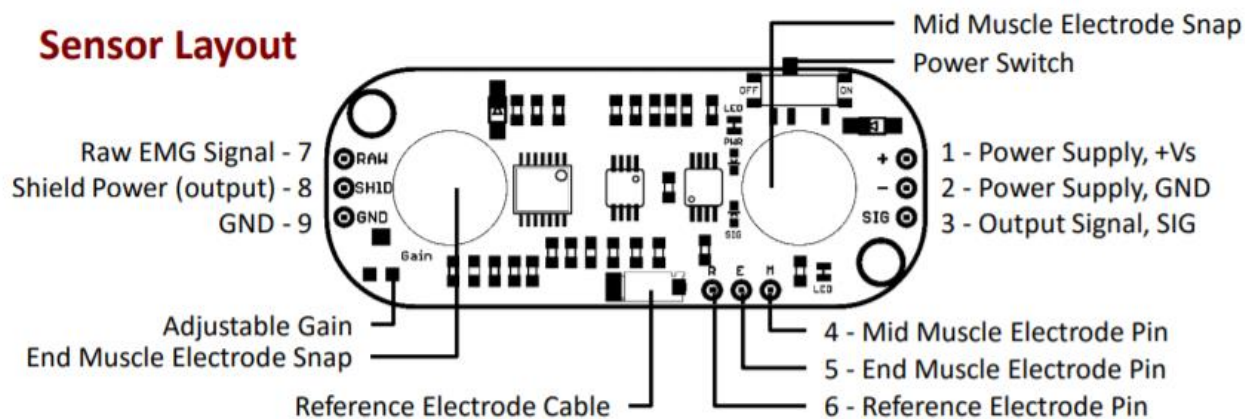 Sensor Layout
Mid Muscle Electrode Snap
Power Switch
OFF
ON
LED
PWR
Raw EMG Signal - 7
Shield Power (output) - 8
GND - 9
RAW
SHID
GND
+
-
SIG
1 - Power Supply, +Vs
2 - Power Supply, GND
3 - Output Signal, SIG
SIG
Gain
R E M
LED
Adjustable Gain
End Muscle Electrode Snap
Reference Electrode Cable
4 - Mid Muscle Electrode Pin
5 - End Muscle Electrode Pin
6 - Reference Electrode Pin